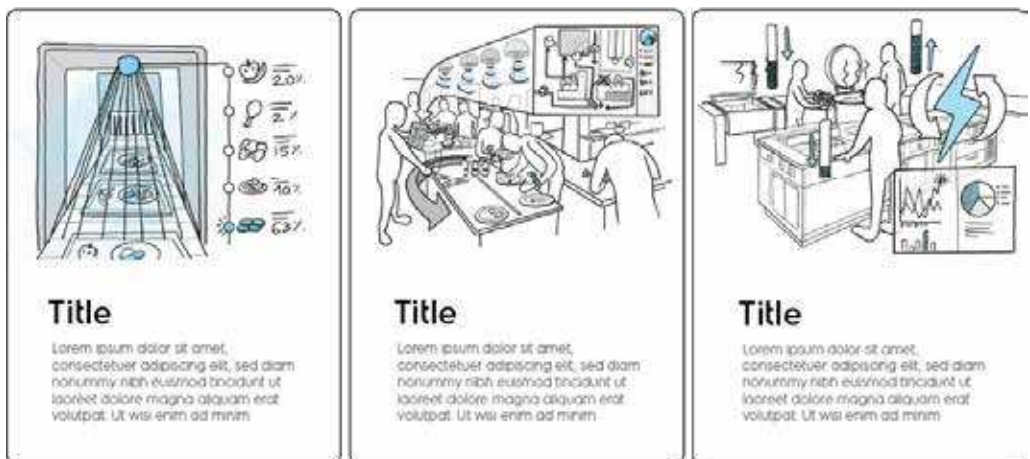 20%
2%
15%
10%
63%
Title
Lorem ipsum dolor sit amet,
consectetuer adipiscing elit, sed diam
nonummy nibh euismod tincidunt ut
laoreet dolore magna aliquam erat
volutpat. Ut wisi enim ad minim
Title
Lorem ipsum dolor sit amet,
consectetuer adipiscing elit, sed diam
nonummy nibh euismod tincidunt ut
laoreet dolore magna aliquam erat
volutpat. Ut wisi enim ad minim
Title
Lorem ipsum dolor sit amet,
consectetuer adipiscing elit, sed diam
nonummy nibh euismod tincidunt ut
laoreet dolore magna aliquam erat
volutpat. Ut wisi enim ad minim